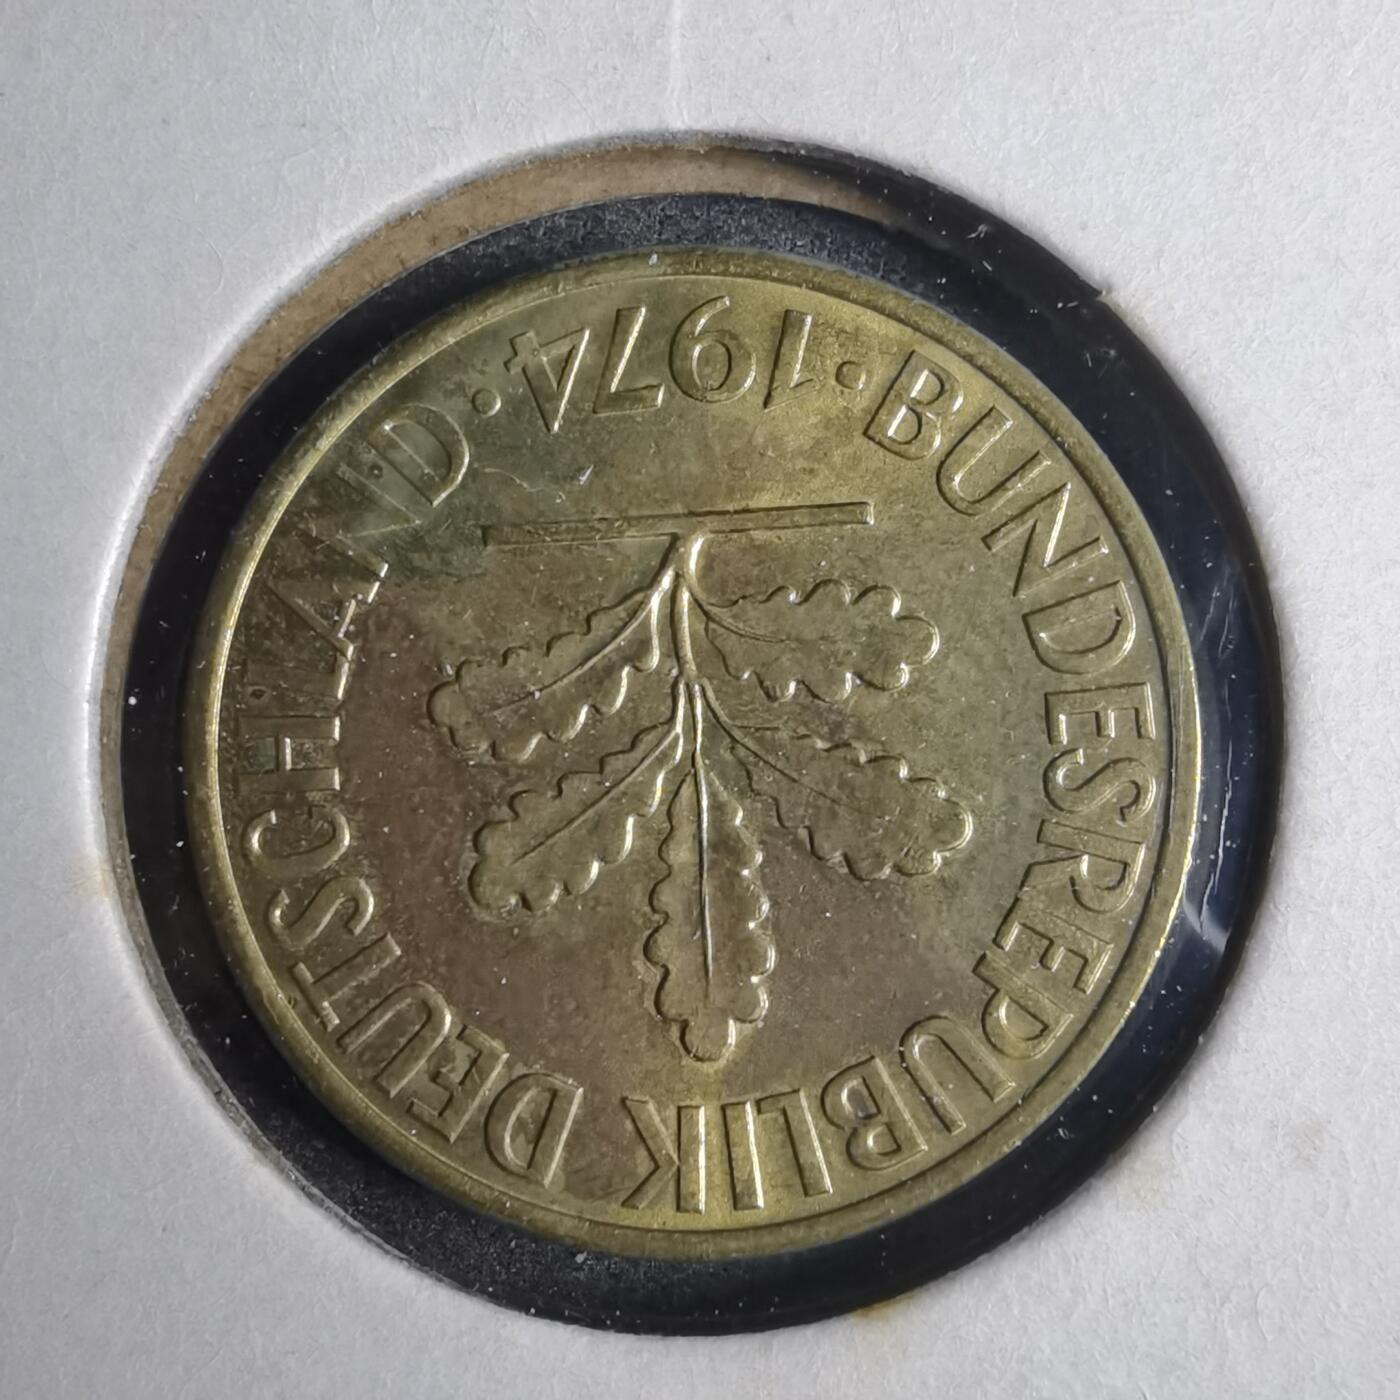 BUNDESREPUBLIK DEUTSCHLAND
· 1974 ·